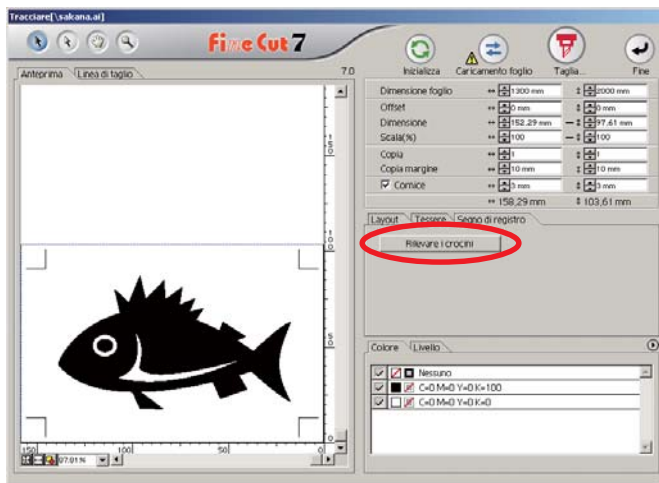 Tracciare[\sakana.ai]
FineCut 7
Inizializza Caricamento foglio Taglia... Fine
Anteprima Linea di taglio 7.0
Dimensione foglio 1300 mm 2000 mm
Offset 0 mm 0 mm
Dimensione 152.29 mm 97.61 mm
Scala(%) 100 100
Copia 1 1
Copia margine 10 mm 10 mm
Cornice 3 mm 3 mm
158,29 mm 103,61 mm
Layout Tessere Segno di registro
Rilevare i crocini
Colore Livello
Nessuno
C=0 M=0 Y=0 K=100
C=0 M=0 Y=0 K=0
150 100 50 0
97.01%